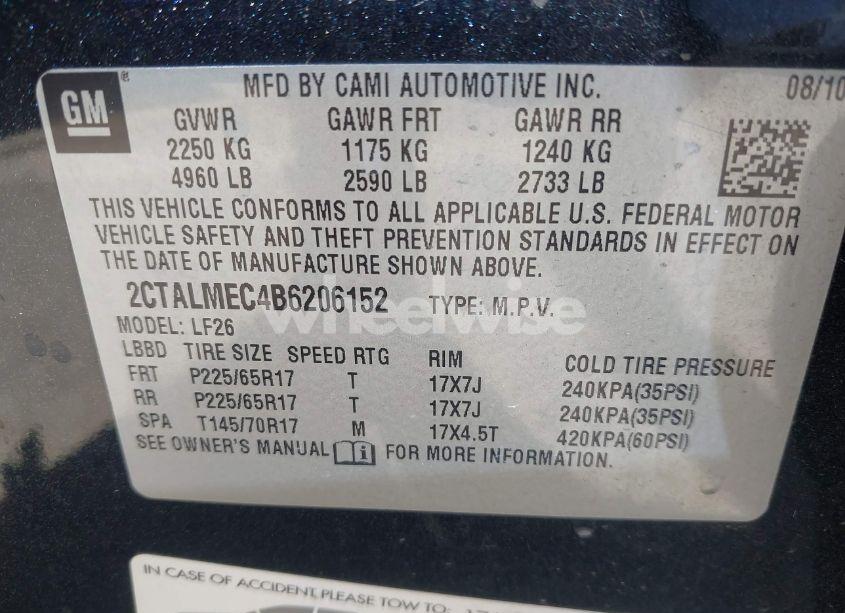 GM ®
MFD BY CAMI AUTOMOTIVE INC. 08/10
GVWR GAWR FRT GAWR RR
2250 KG 1175 KG 1240 KG
4960 LB 2590 LB 2733 LB
THIS VEHICLE CONFORMS TO ALL APPLICABLE U.S. FEDERAL MOTOR
VEHICLE SAFETY AND THEFT PREVENTION STANDARDS IN EFFECT ON
THE DATE OF MANUFACTURE SHOWN ABOVE.
2CTALMEC4B6206152 TYPE: M.P.V.
wheelwise
MODEL: LF26
LBBD TIRE SIZE SPEED RTG RIM COLD TIRE PRESSURE
FRT P225/65R17 T 17X7J 240KPA(35PSI)
RR P225/65R17 T 17X7J 240KPA(35PSI)
SPA T145/70R17 M 17X4.5T 420KPA(60PSI)
SEE OWNER'S MANUAL i FOR MORE INFORMATION.
IN CASE OF ACCIDENT, PLEASE TOW TO: